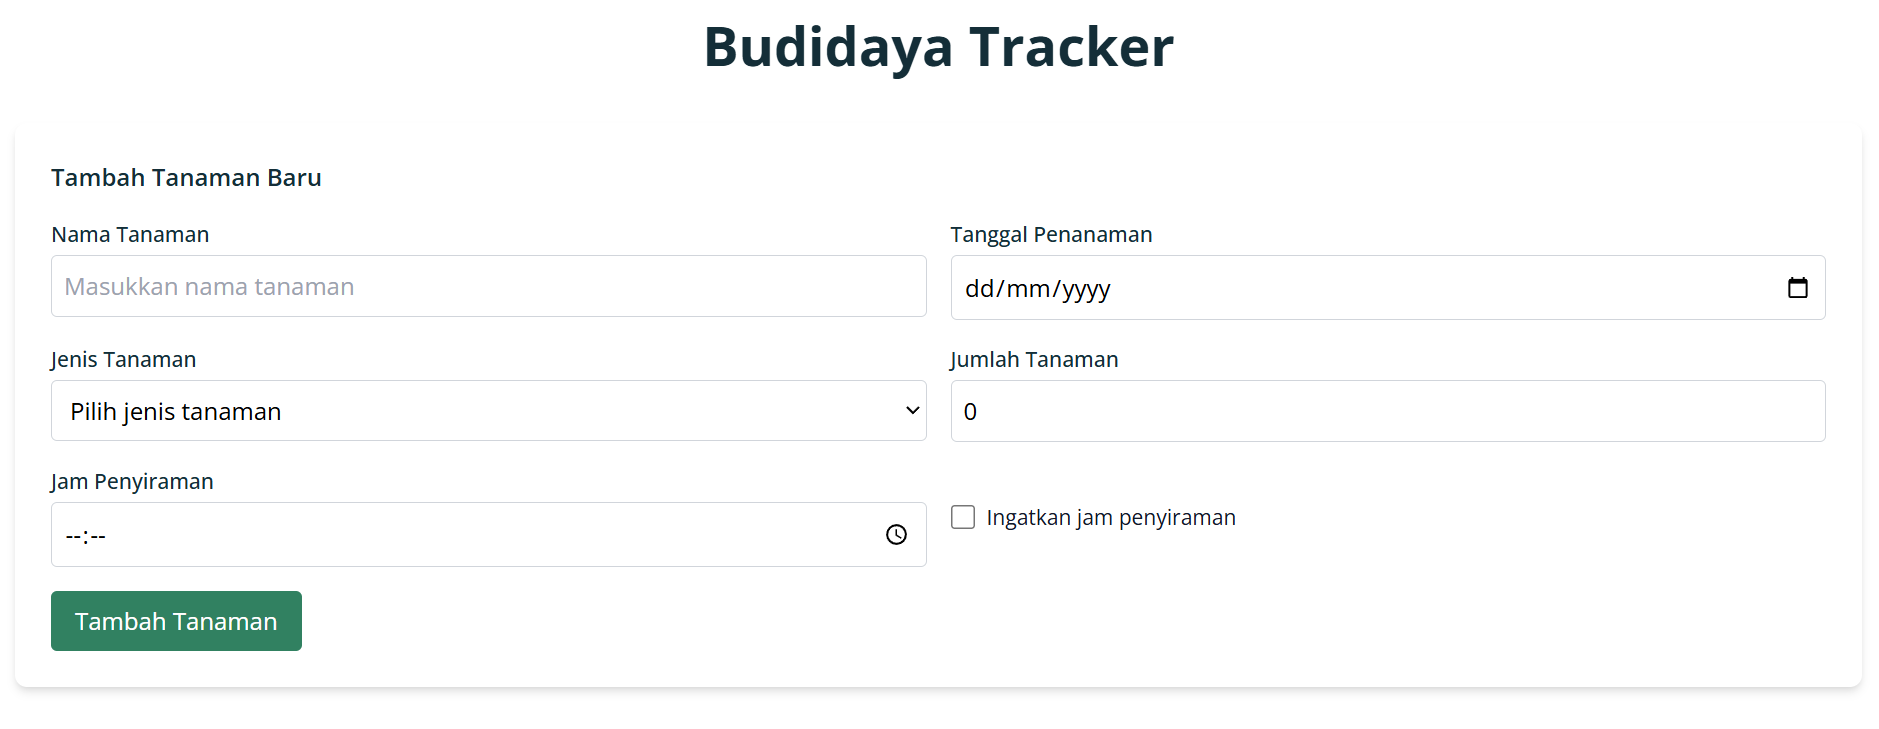 Budidaya Tracker
Tambah Tanaman Baru
Nama Tanaman
Masukkan nama tanaman
Tanggal Penanaman
dd/mm/yyyy
Jenis Tanaman
Pilih jenis tanaman
Jumlah Tanaman
0
Jam Penyiraman
--:--
Ingatkan jam penyiraman
Tambah Tanaman